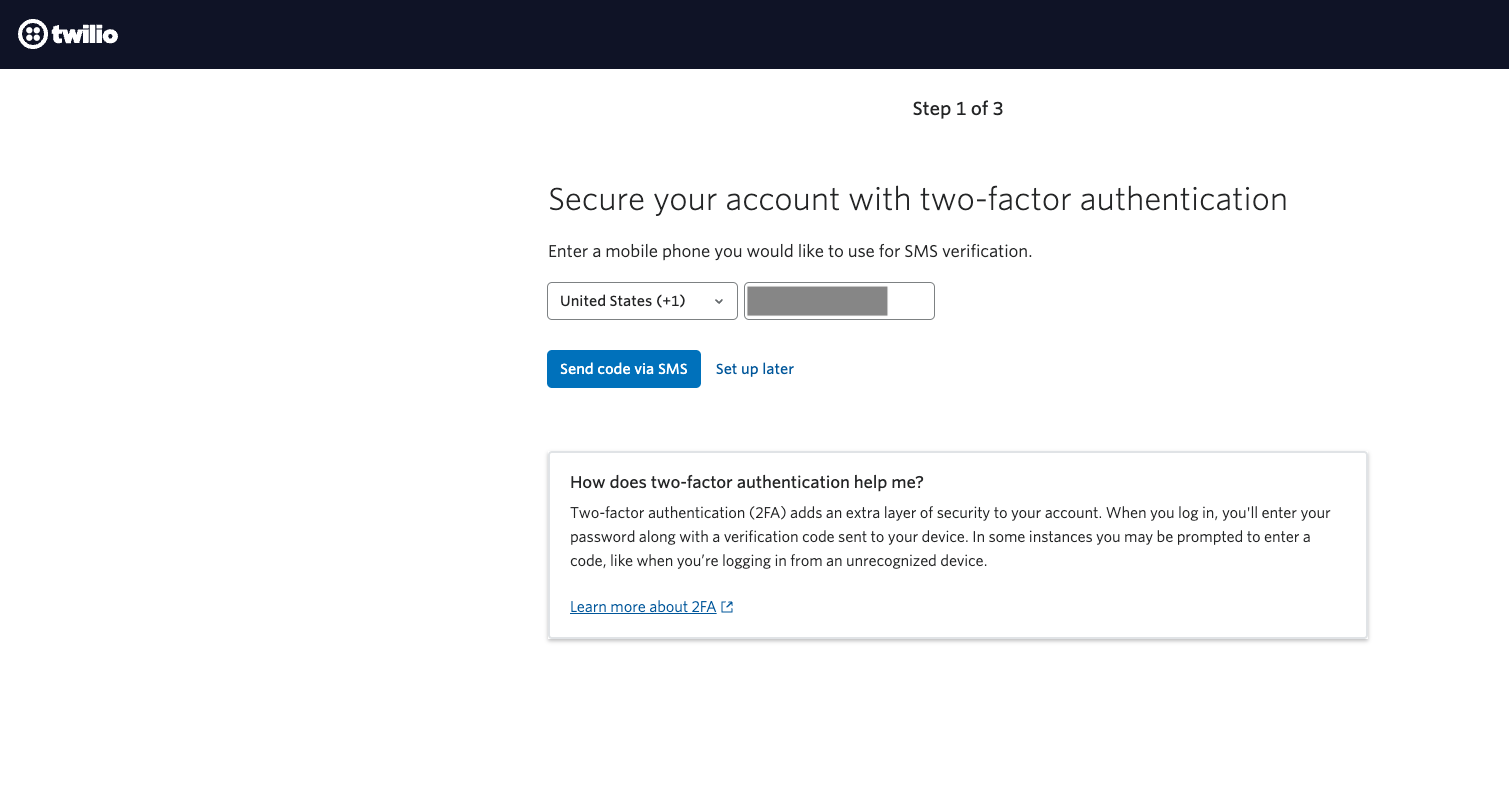 twilio
Step 1 of 3
Secure your account with two-factor authentication
Enter a mobile phone you would like to use for SMS verification.
United States (+1)
Send code via SMS Set up later
How does two-factor authentication help me?
Two-factor authentication (2FA) adds an extra layer of security to your account. When you log in, you'll enter your
password along with a verification code sent to your device. In some instances you may be prompted to enter a
code, like when you’re logging in from an unrecognized device.
Learn more about 2FA